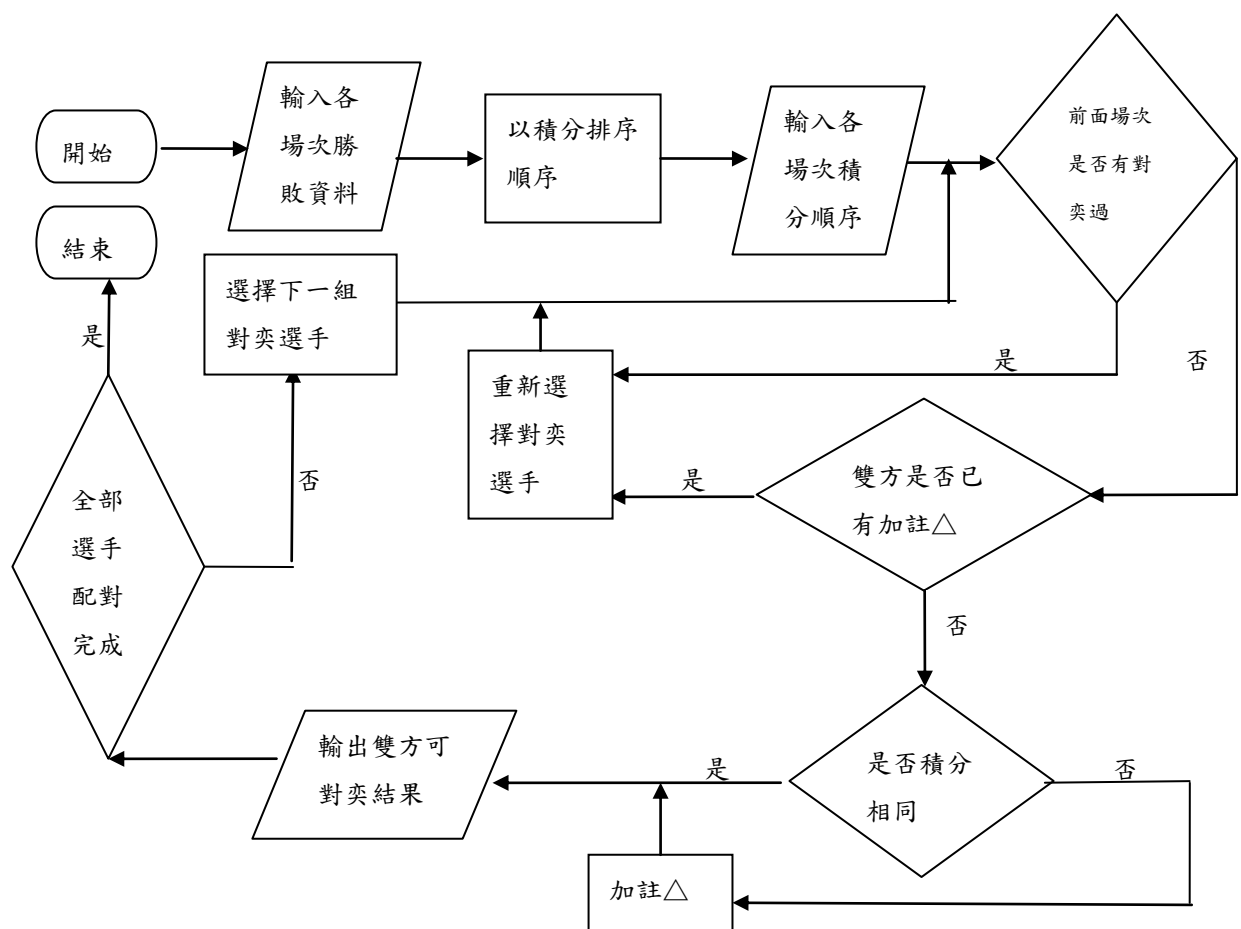 開始
輸入各
場次勝
敗資料
以積分排序
順序
輸入各
場次積
分順序
前面場次
是否有對
奕過
結束
選擇下一組
對奕選手
是
是
否
重新選
擇對奕
選手
是
雙方是否已
有加註△
全部
選手
配對
完成
否
否
輸出雙方可
對奕結果
是
是否積分
相同
否
加註△